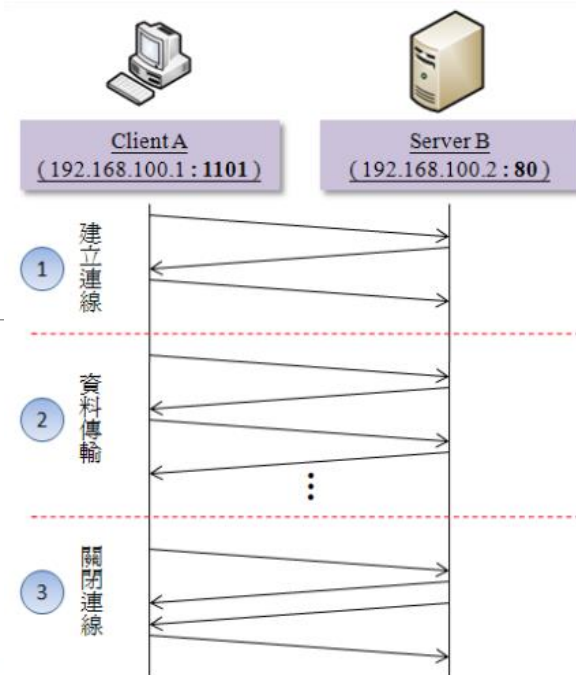 Client A
( 192.168.100.1 : 1101 )
Server B
( 192.168.100.2 : 80 )
1
建立連線
2
資料傳輸
3
關閉連線